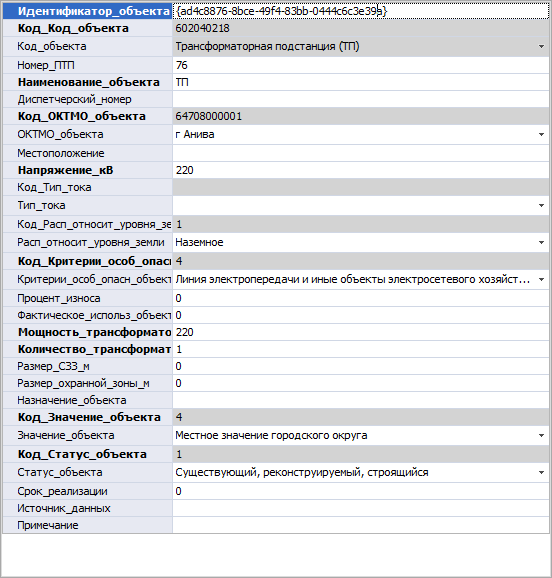 Идентификатор_объекта {ad4c8876-8bce-49f4-83bb-0444c6c3e39a}
Код_Код_объекта 602040218
Код_объекта Трансформаторная подстанция (ТП)
Номер_ПТП 76
Наименование_объекта ТП
Диспетчерский_номер
Код_ОКТМО_объекта 64708000001
ОКТМО_объекта г Анива
Местоположение
Напряжение_кВ 220
Код_Тип_тока
Тип_тока
Код_Расп_относит_уровня_зе 1
Расп_относит_уровня_земли Наземное
Код_Критерии_особ_опасн 4
Критерии_особ_опасн_объект Линия электропередачи и иные объекты электросетевого хозяйст...
Процент_износа 0
Фактическое_использ_объект 0
Мощность_трансформато 220
Количество_трансформат 1
Размер_СЗЗ_м 0
Размер_охранной_зоны_м 0
Назначение_объекта
Код_Значение_объекта 4
Значение_объекта Местное значение городского округа
Код_Статус_объекта 1
Статус_объекта Существующий, реконструируемый, строящийся
Срок_реализации 0
Источник_данных
Примечание